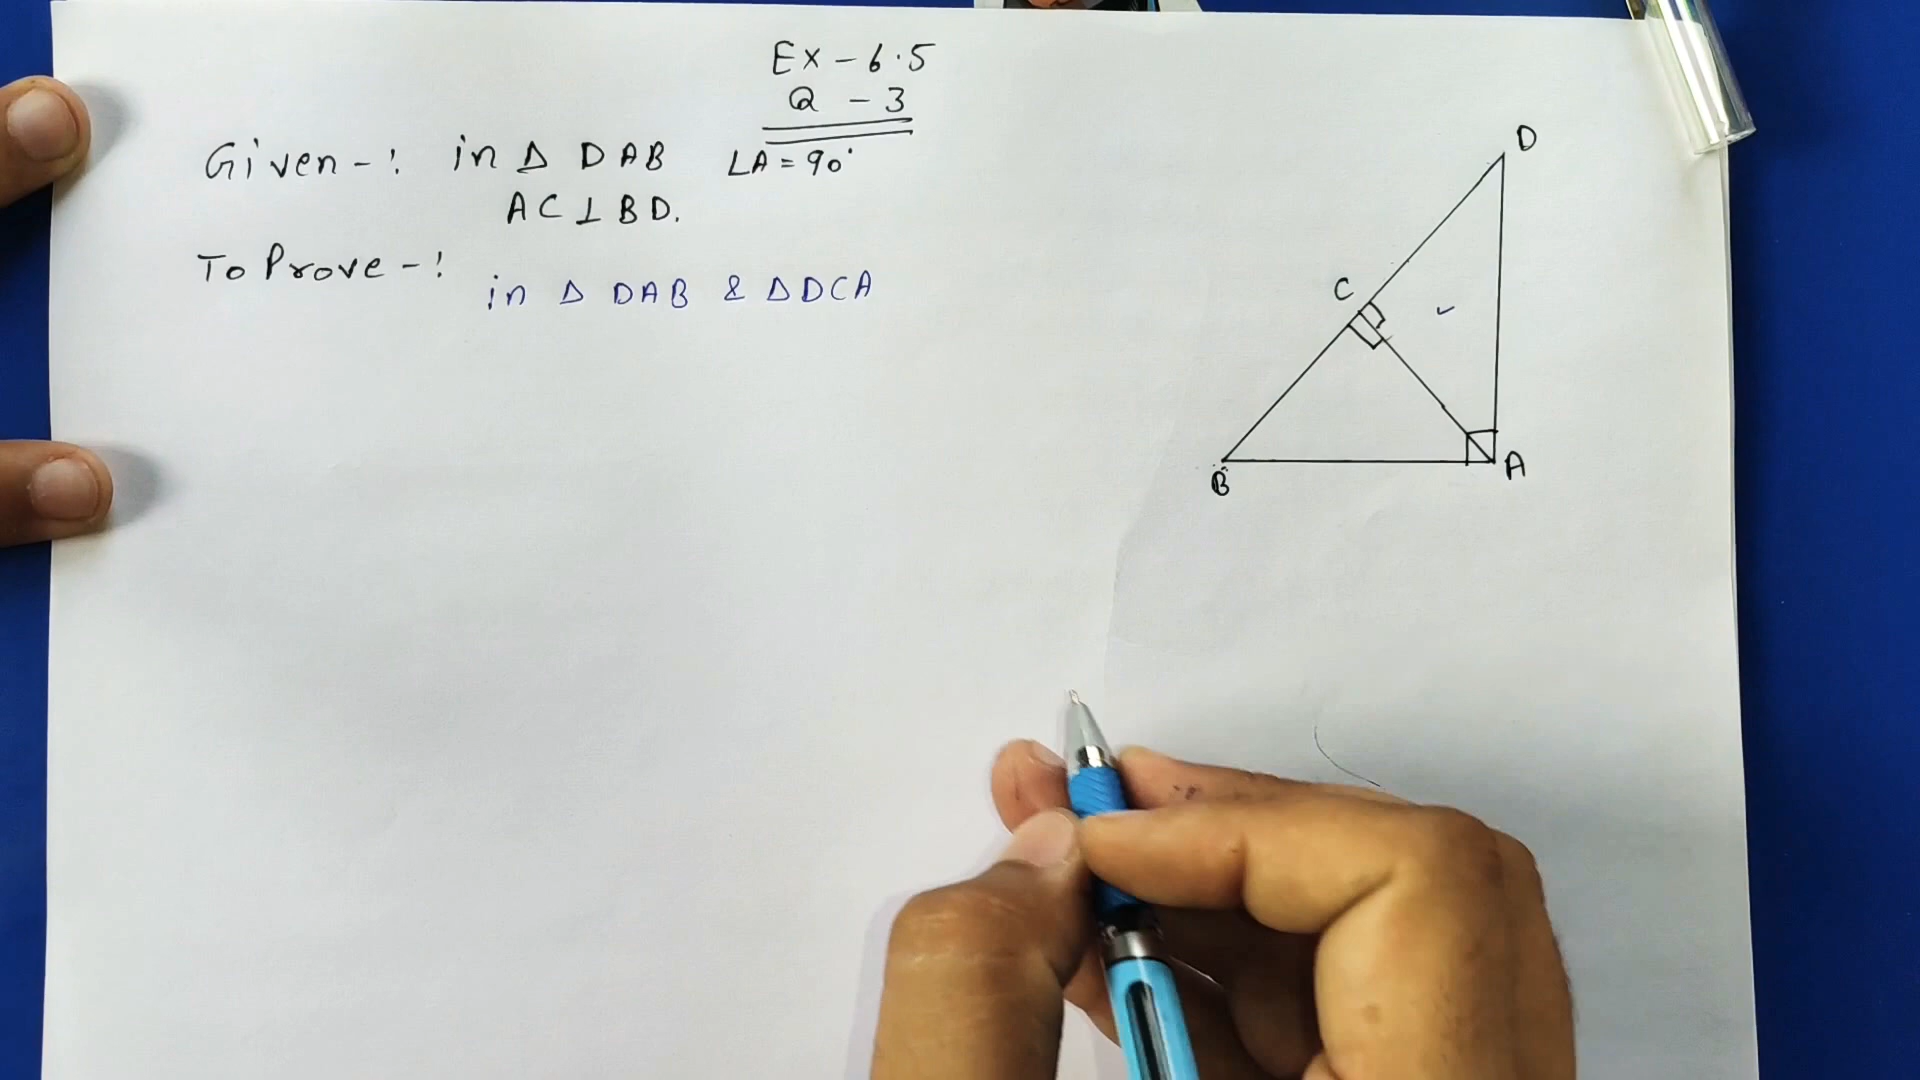 Ex - 6.5
Q - 3
Given -: in Δ DAB ∠A = 90°
AC ⊥ BD.
To Prove -:
in Δ DAB & Δ DCA
D
C
B
A